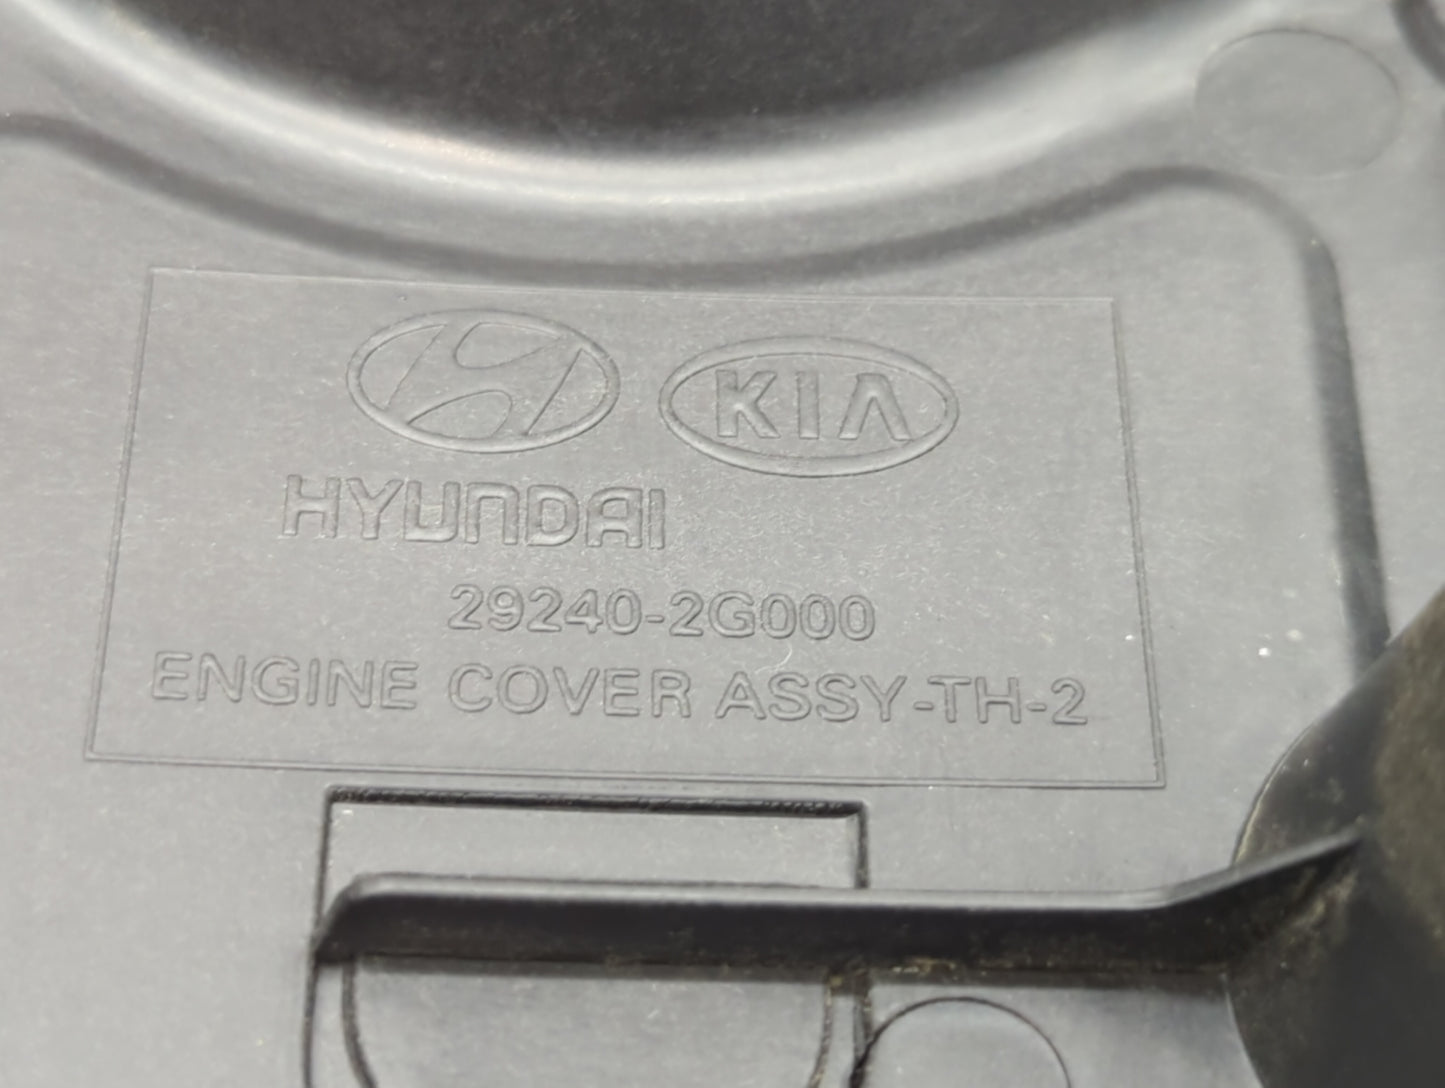 KIA
HYUNDAI
29240-2G000
ENGINE COVER ASSY-TH-2